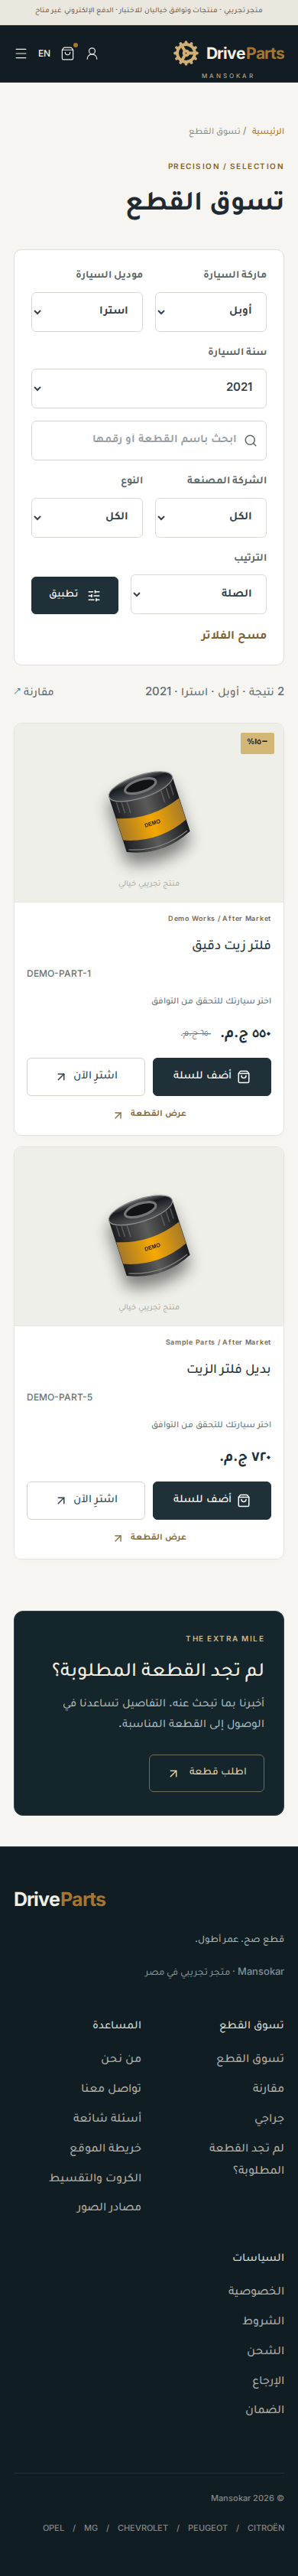 متجر تجريبي · منتجات وتوافق خياليان للاختبار · الدفع الإلكتروني غير متاح
DriveParts
MANSOKAR
EN
الرئيسية / تسوق القطع
PRECISION / SELECTION
تسوق القطع
ماركة السيارة
موديل السيارة
أوبل
استرا
سنة السيارة
2021
ابحث باسم القطعة او رقمها
الشركة المصنعة
النوع
الكل
الكل
الترتيب
الصلة
تطبيق
مسح الفلاتر
2 نتيجة · أوبل · استرا · 2021
مقارنة ↗
−١٥٪
DEMO
منتج تجريبي خيالي
Demo Works / After Market
فلتر زيت دقيق
DEMO-PART-1
اختر سيارتك للتحقق من التوافق
٥٥٠ ج.م.
أضف للسلة
اشترِ الآن
عرض القطعة
DEMO
منتج تجريبي خيالي
Sample Parts / After Market
بديل فلتر الزيت
DEMO-PART-5
اختر سيارتك للتحقق من التوافق
٧٢٠ ج.م.
أضف للسلة
اشترِ الآن
عرض القطعة
THE EXTRA MILE
لم تجد القطعة المطلوبة؟
أخبرنا بما تبحث عنه. التفاصيل تساعدنا في
الوصول إلى القطعة المناسبة.
اطلب قطعة
DriveParts
قطع صح. عمر أطول.
Mansokar · متجر تجريبي في مصر
تسوق القطع
تسوق القطع
مقارنة
جراجي
لم تجد القطعة
المطلوبة؟
المساعدة
من نحن
تواصل معنا
أسئلة شائعة
خريطة الموقع
الكروت والتقسيط
مصادر الصور
السياسات
الخصوصية
الشروط
الشحن
الإرجاع
الضمان
© 2026 Mansokar
OPEL / MG / CHEVROLET / PEUGEOT / CITROËN